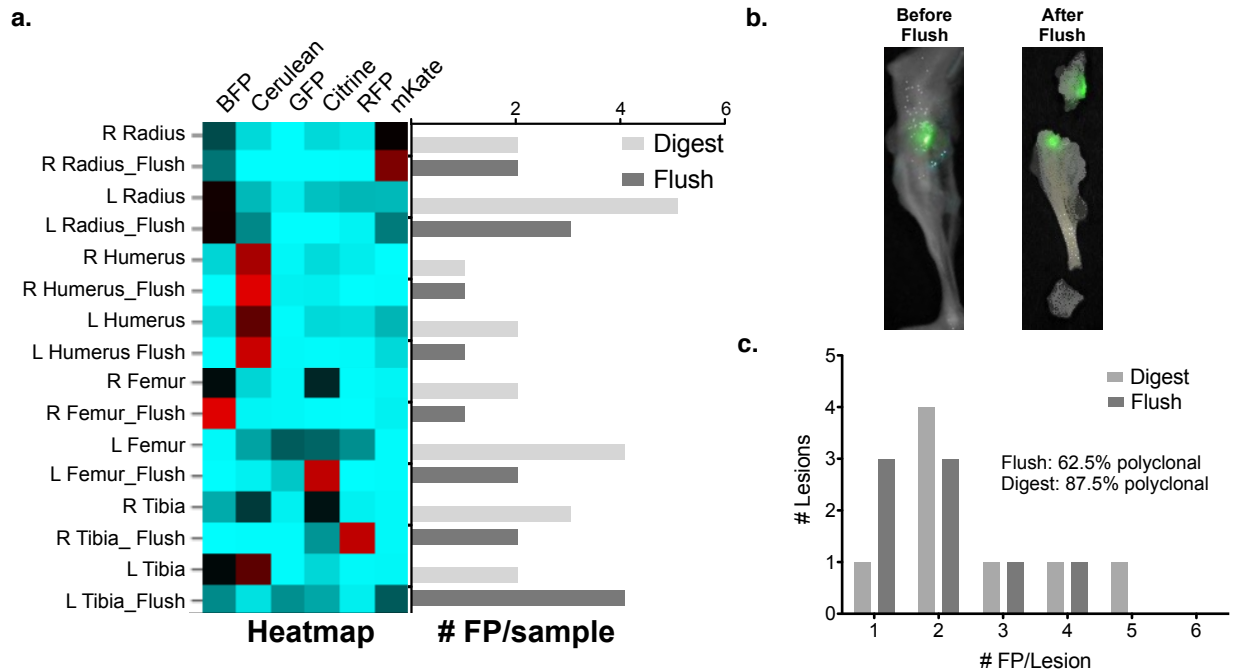 a.
BFP
Cerulean
GFP
Citrine
RFP
mKate
2
4
6
R Radius
R Radius_Flush
L Radius
L Radius_Flush
R Humerus
R Humerus_Flush
L Humerus
L Humerus Flush
R Femur
R Femur_Flush
L Femur
L Femur_Flush
R Tibia
R Tibia_ Flush
L Tibia
L Tibia_Flush
Digest
Flush
Heatmap
# FP/sample
b.
Before
Flush
After
Flush
c.
5
4
3
2
1
0
# Lesions
Digest
Flush
Flush: 62.5% polyclonal
Digest: 87.5% polyclonal
1 2 3 4 5 6
# FP/Lesion